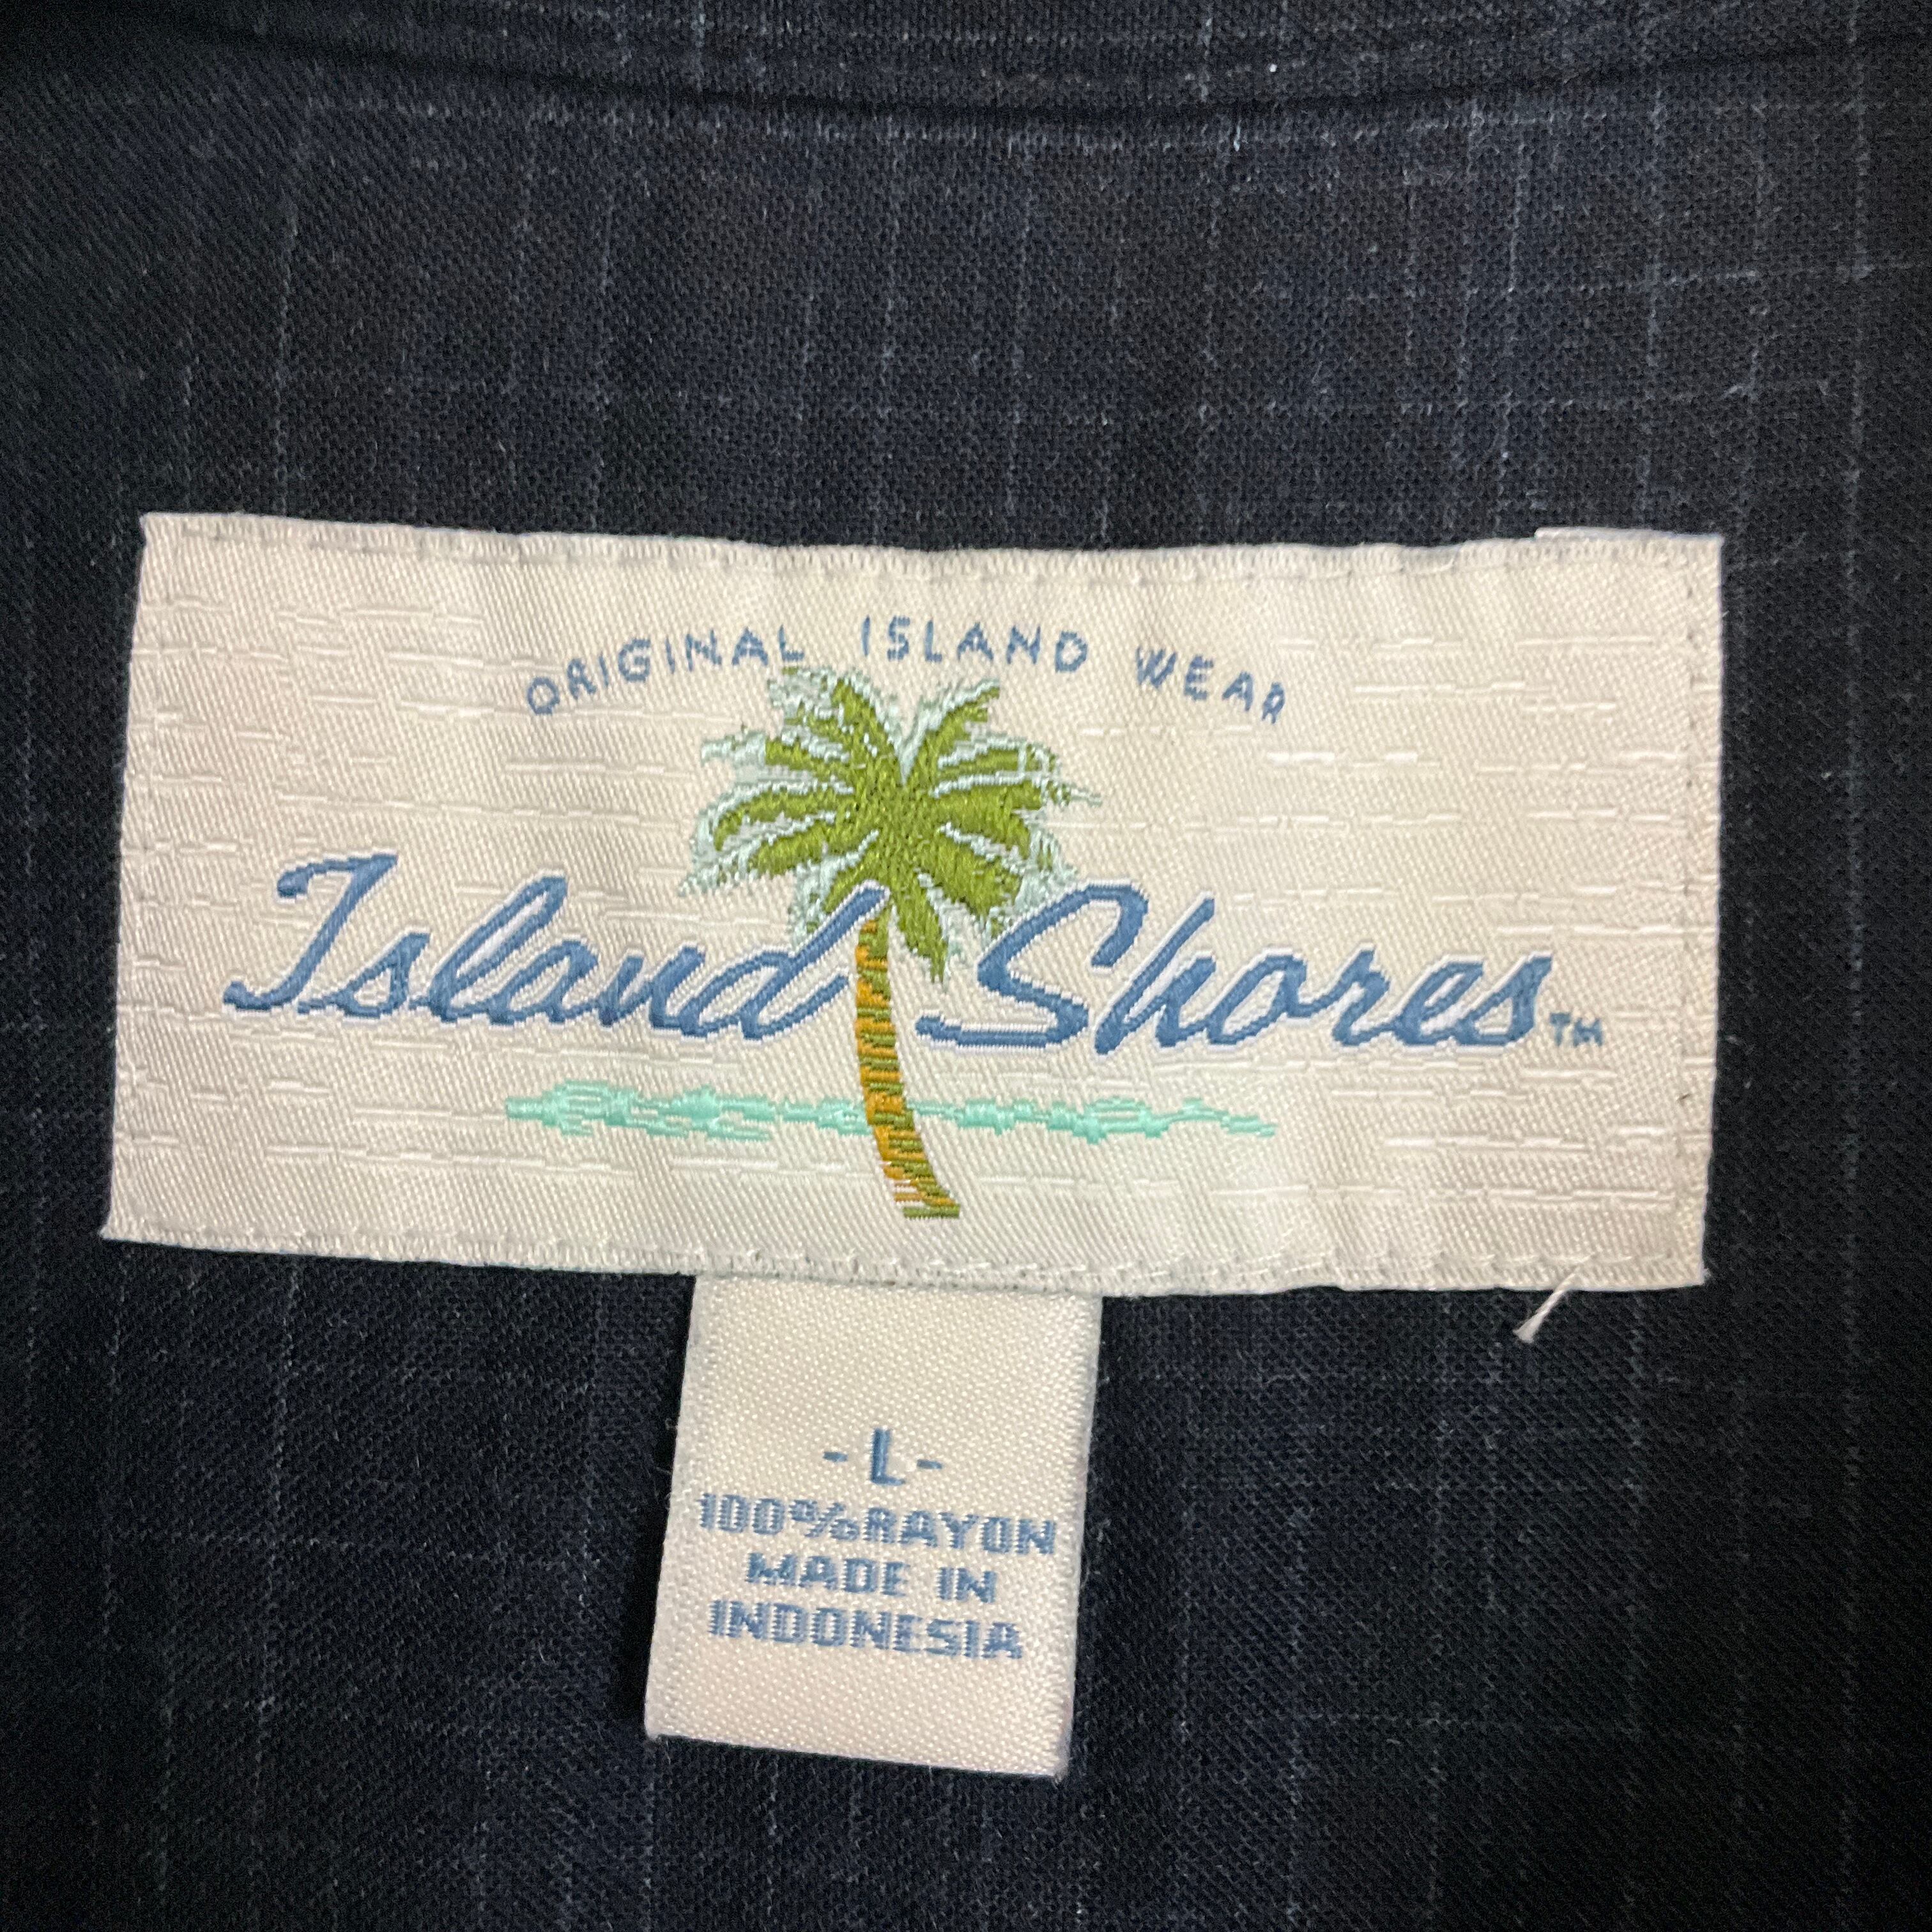 ORIGINAL ISLAND WEAR
Island Shores™
-L-
100%RAYON
MADE IN
INDONESIA